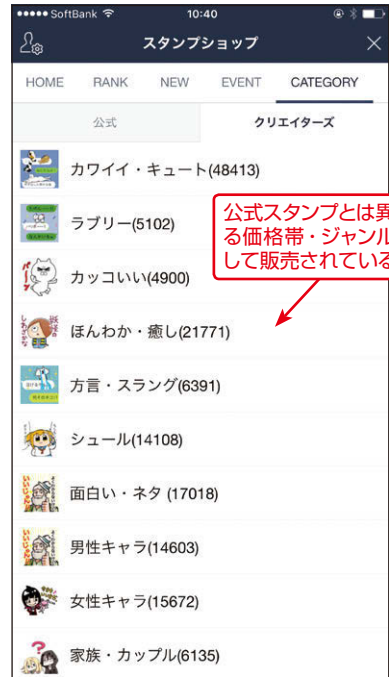 SoftBank 10:40
スタンプショップ
HOME RANK NEW EVENT CATEGORY
公式 クリエイターズ
カワイイ・キュート(48413)
ラブリー(5102)
公式スタンプとは異
る価格帯・ジャンル
して販売されている
カッコいい(4900)
ほんわか・癒し(21771)
方言・スラング(6391)
シュール(14108)
面白い・ネタ (17018)
男性キャラ(14603)
女性キャラ(15672)
家族・カップル(6135)